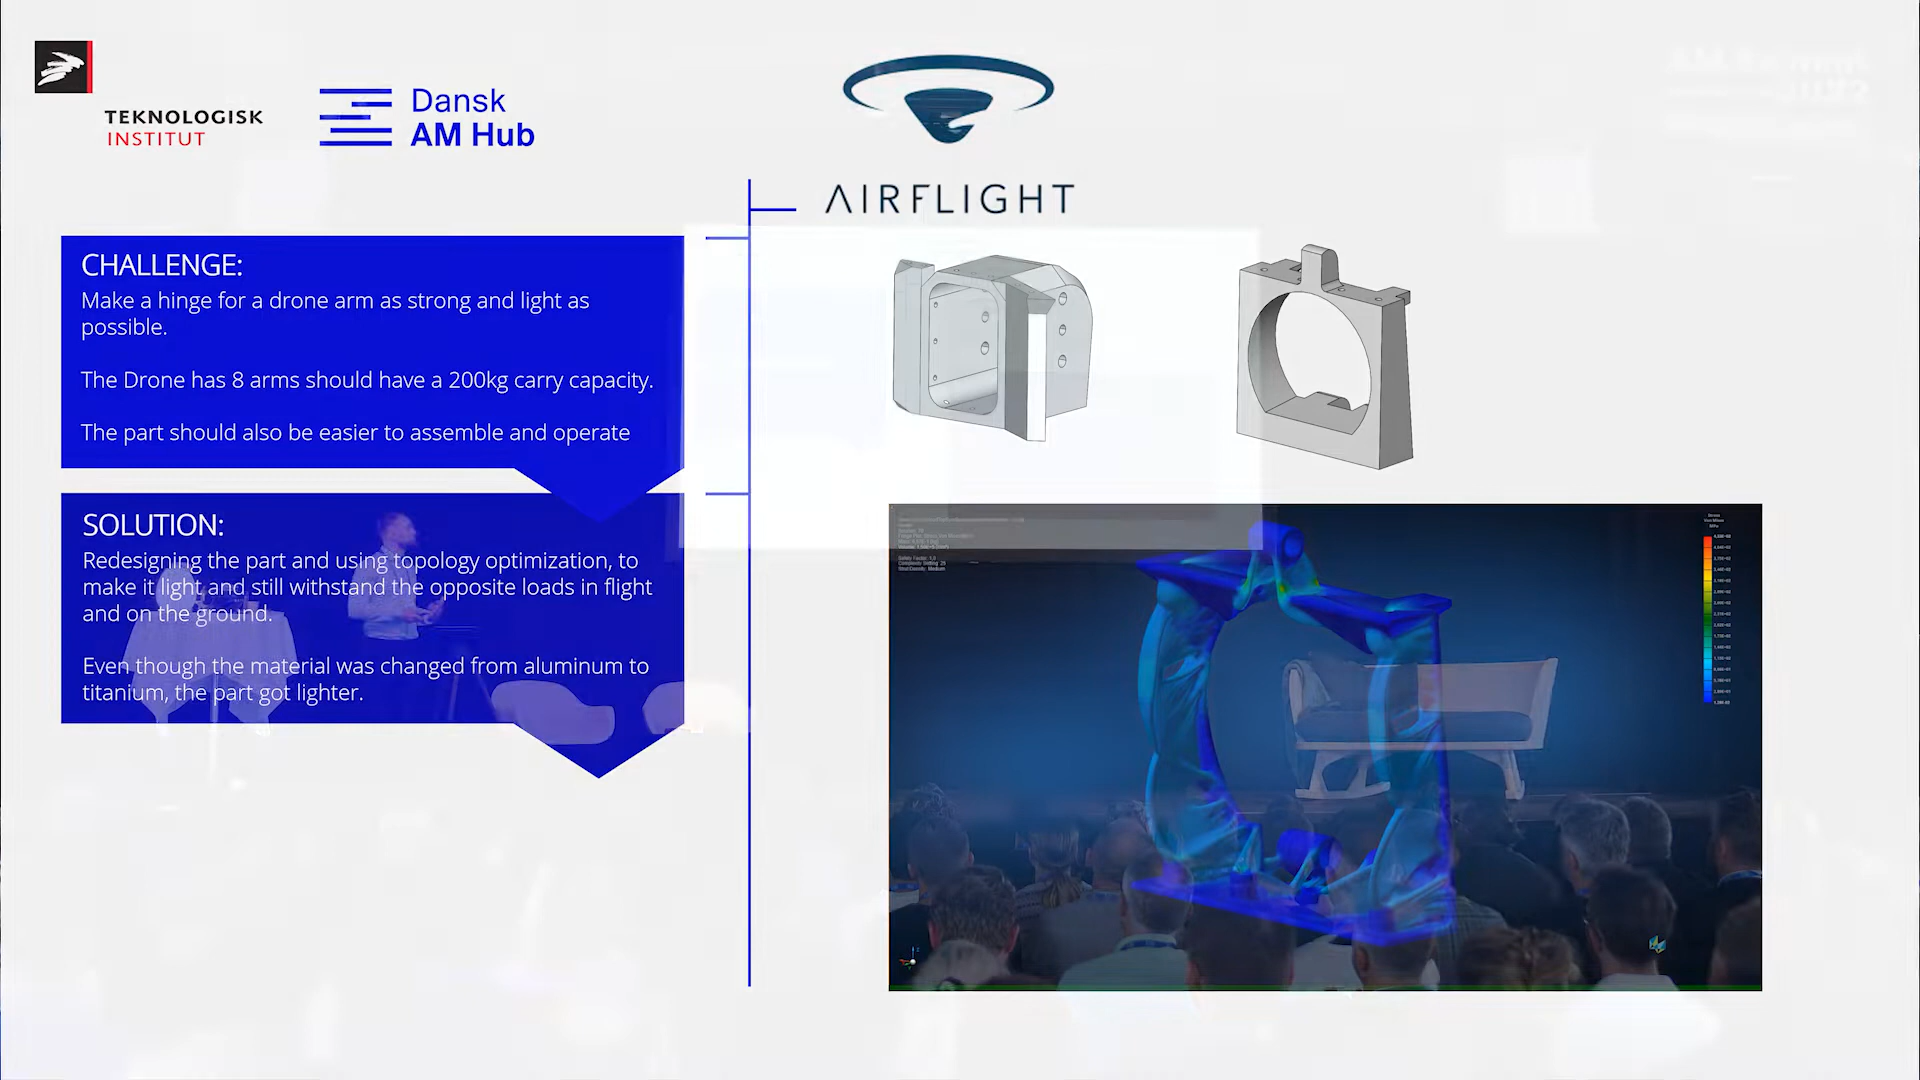 TEKNOLOGISK
INSTITUT
Dansk
AM Hub
AIRFLIGHT
CHALLENGE:
Make a hinge for a drone arm as strong and light as
possible.
The Drone has 8 arms should have a 200kg carry capacity.
The part should also be easier to assemble and operate
SOLUTION:
Redesigning the part and using topology optimization, to
make it light and still withstand the opposite loads in flight
and on the ground.
Even though the material was changed from aluminum to
titanium, the part got lighter.